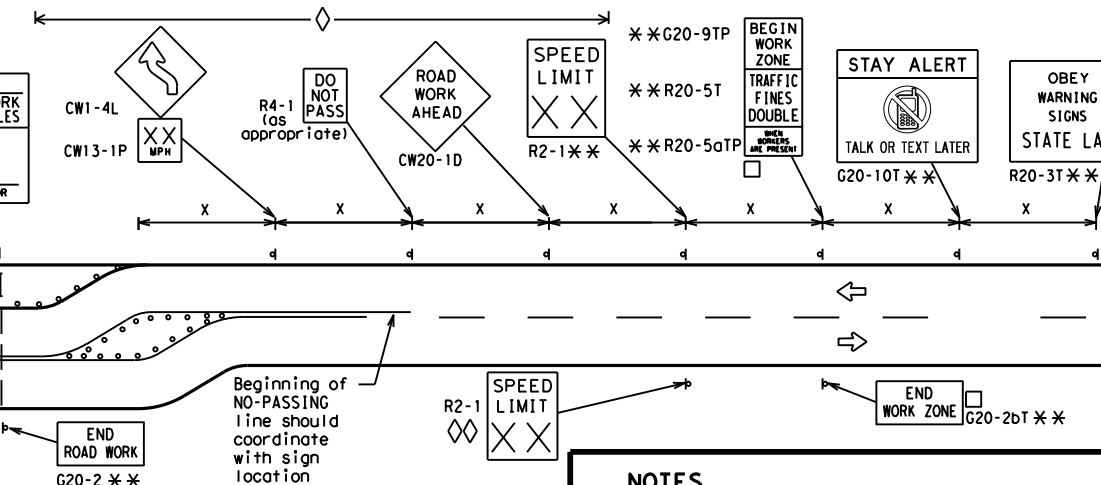 RK
LES
R
CW1-4L
CW13-1P
XX
MPH
R4-1
(as
appropriate)
DO
NOT
PASS
ROAD
WORK
AHEAD
CW20-1D
SPEED
LIMIT
XX
R2-1**
**G20-9TP
**R20-5T
**R20-5aTP
BEGIN
WORK
ZONE
TRAFFIC
FINES
DOUBLE
WHEN
WORKERS
ARE PRESENT
STAY ALERT
TALK OR TEXT LATER
G20-10T**
OBEY
WARNING
SIGNS
STATE LA
R20-3T**
X X X X X X X
Beginning of
NO-PASSING
line should
coordinate
with sign
location
R2-1
SPEED
LIMIT
XX
END
WORK ZONE
G20-2bT**
END
ROAD WORK
G20-2**
NOTES